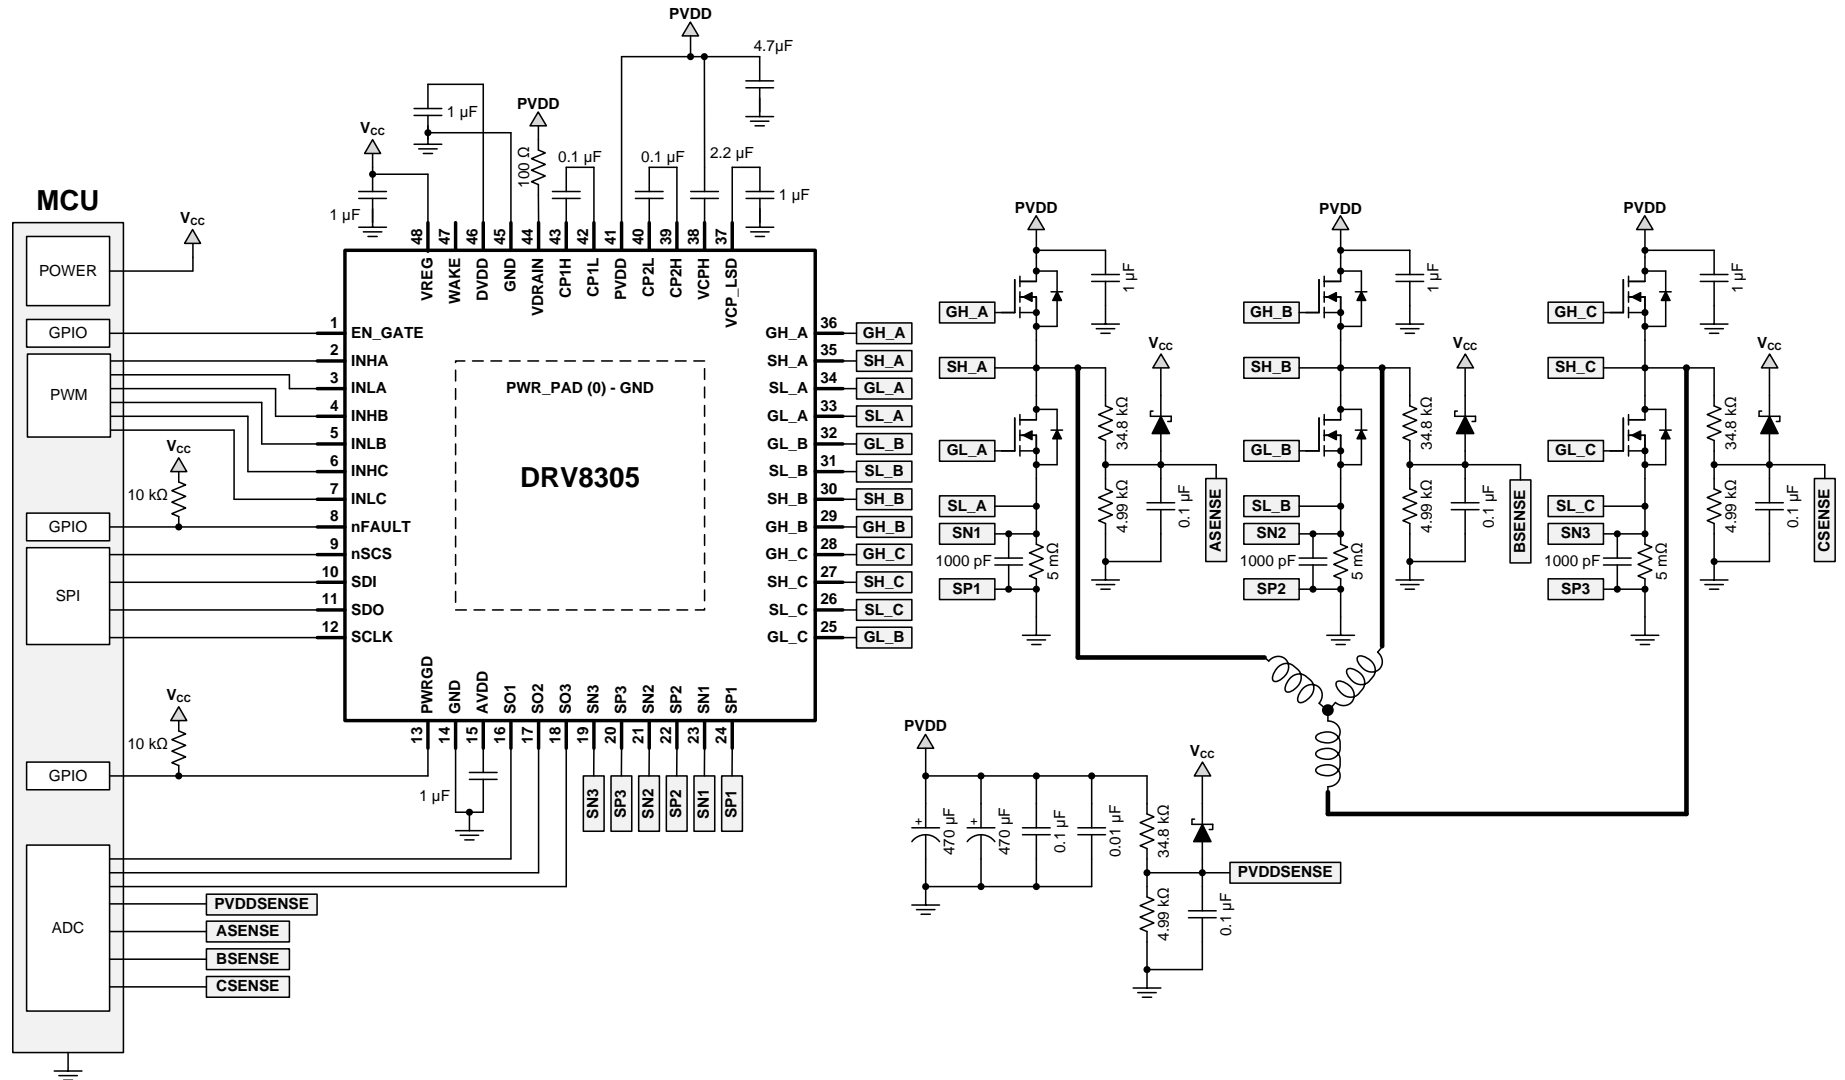 PVDD
4.7µF
1 µF
PVDD
VCC
100 Ω
0.1 µF
0.1 µF
2.2 µF
1 µF
1 µF
MCU
VCC
POWER
48
47
46
45
44
43
42
41
40
39
38
37
VREG
WAKE
DVDD
GND
VDRAIN
CP1H
CP1L
PVDD
CP2L
CP2H
VCPH
VCP_LSD
GPIO
1
EN_GATE
PWM
2
INHA
3
INLA
4
INHB
5
INLB
6
INHC
7
INLC
VCC
10 kΩ
GPIO
8
nFAULT
SPI
9
nSCS
10
SDI
11
SDO
12
SCLK
PWR_PAD (0) - GND
DRV8305
GH_A
36
GH_A
SH_A
35
SH_A
SL_A
34
GL_A
GL_A
33
SL_A
GL_B
32
GL_B
SL_B
31
SL_B
SH_B
30
SH_B
GH_B
29
GH_B
GH_C
28
GH_C
SH_C
27
SH_C
SL_C
26
SL_C
GL_C
25
GL_B
PWRGD
GND
AVDD
SO1
SO2
SO3
SN3
SP3
SN2
SP2
SN1
SP1
13
14
15
16
17
18
19
20
21
22
23
24
VCC
10 kΩ
GPIO
1 µF
SN3
SP3
SN2
SP2
SN1
SP1
ADC
PVDDSENSE
ASENSE
BSENSE
CSENSE
PVDD
1 µF
GH_A
SH_A
VCC
34.8 kΩ
GL_A
4.99 kΩ
0.1 µF
ASENSE
SL_A
SN1
1000 pF
5 mΩ
SP1
PVDD
1 µF
GH_B
SH_B
VCC
34.8 kΩ
GL_B
4.99 kΩ
0.1 µF
BSENSE
SL_B
SN2
1000 pF
5 mΩ
SP2
PVDD
1 µF
GH_C
SH_C
VCC
34.8 kΩ
GL_C
4.99 kΩ
0.1 µF
CSENSE
SL_C
SN3
1000 pF
5 mΩ
SP3
PVDD
VCC
+
470 µF
+
470 µF
0.1 µF
0.01 µF
34.8 kΩ
PVDDSENSE
4.99 kΩ
0.1 µF